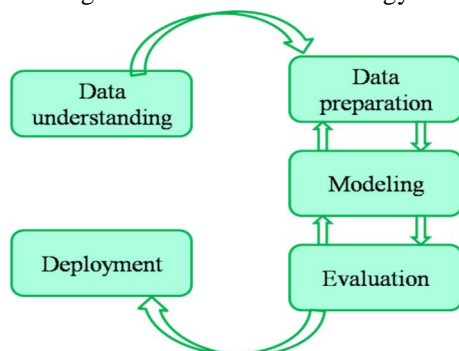 Data
understanding
Data
preparation
Modeling
Deployment
Evaluation